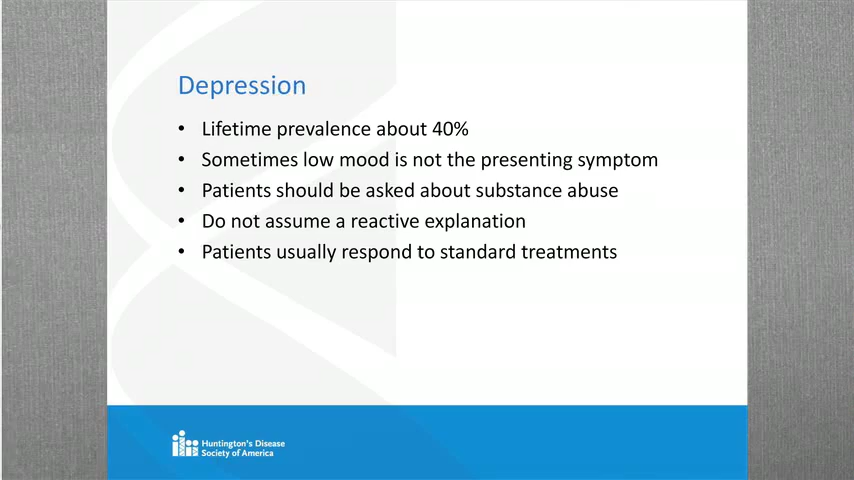 Depression
• Lifetime prevalence about 40%
• Sometimes low mood is not the presenting symptom
• Patients should be asked about substance abuse
• Do not assume a reactive explanation
• Patients usually respond to standard treatments
Huntington's Disease
Society of America